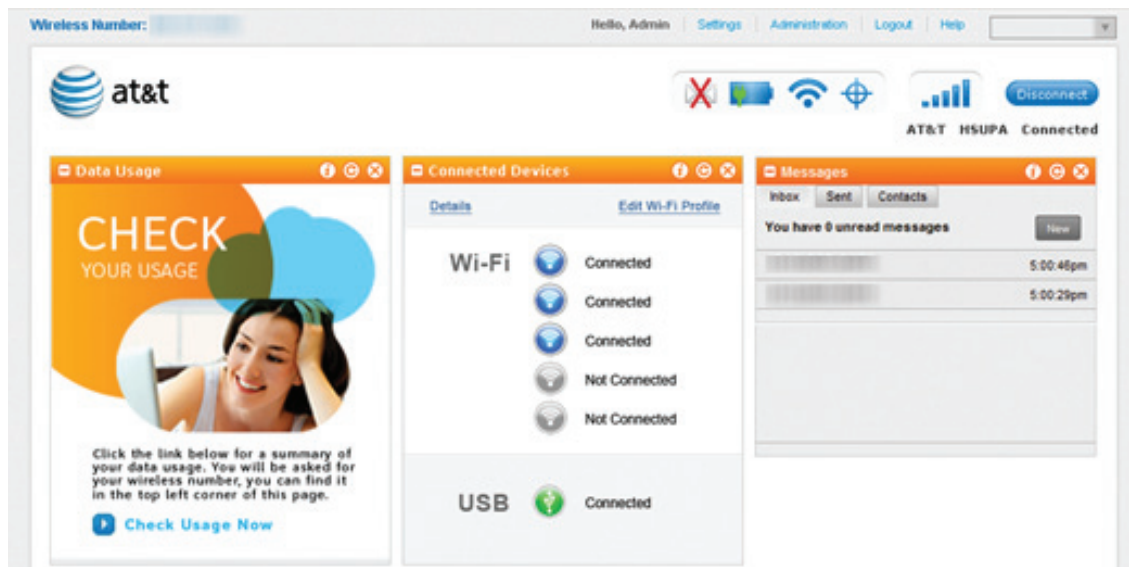 Wireless Number:
Hello, Admin Settings Administration Logout Help
at&t
Disconnect
AT&T HSUPA Connected
Data Usage
CHECK
YOUR USAGE
Click the link below for a summary of
your data usage. You will be asked for
your wireless number, you can find it
in the top left corner of this page.
Check Usage Now
Connected Devices
Details Edit Wi-Fi Profile
Wi-Fi Connected
Connected
Connected
Not Connected
Not Connected
USB Connected
Messages
Inbox Sent Contacts
You have 0 unread messages New
5:00:46pm
5:00:29pm